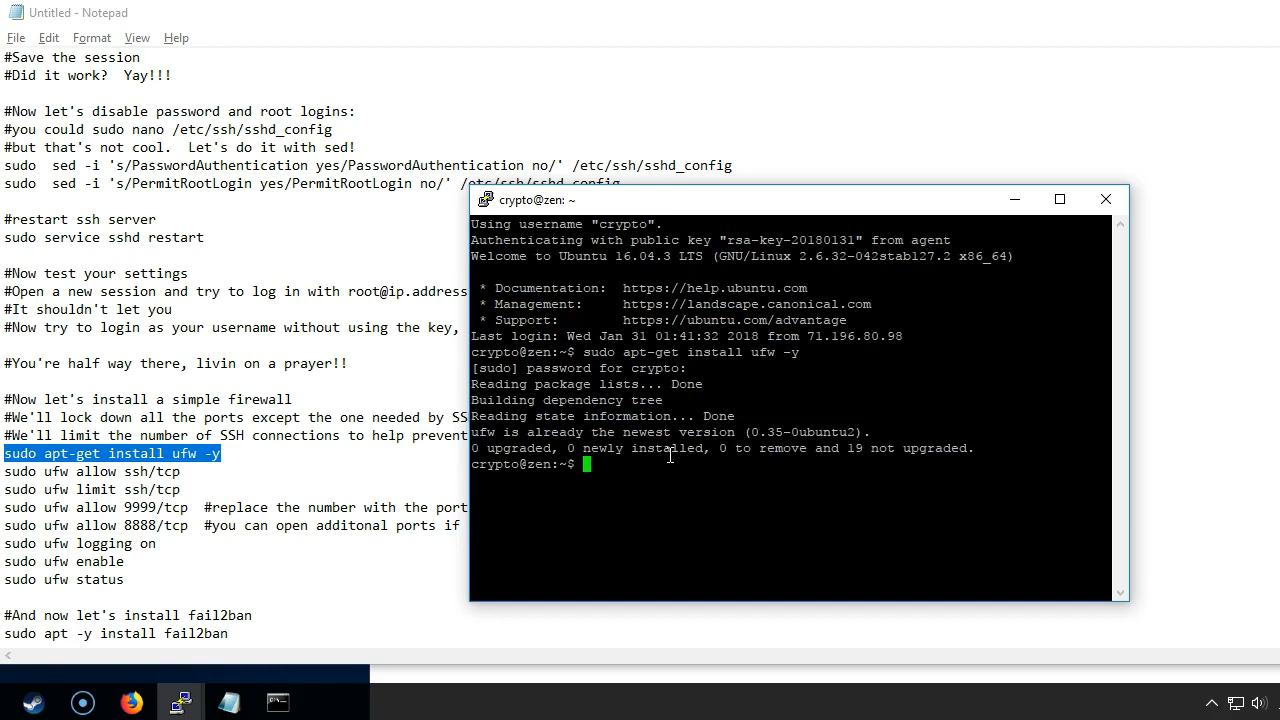 Untitled - Notepad
File Edit Format View Help
#Save the session
#Did it work?  Yay!!!
#Now let's disable password and root logins:
#you could sudo nano /etc/ssh/sshd_config
#but that's not cool.  Let's do it with sed!
sudo  sed -i 's/PasswordAuthentication yes/PasswordAuthentication no/' /etc/ssh/sshd_config
sudo  sed -i 's/PermitRootLogin yes/PermitRootLogin no/' /etc/ssh/sshd_config
#restart ssh server
sudo service sshd restart
#Now test your settings
#Open a new session and try to log in with root@ip.address
#It shouldn't let you
#Now try to login as your username without using the key,
#You're half way there, livin on a prayer!!
#Now let's install a simple firewall
#We'll lock down all the ports except the one needed by SS
#We'll limit the number of SSH connections to help prevent
sudo apt-get install ufw -y
sudo ufw allow ssh/tcp
sudo ufw limit ssh/tcp
sudo ufw allow 9999/tcp  #replace the number with the port
sudo ufw allow 8888/tcp  #you can open additonal ports if
sudo ufw logging on
sudo ufw enable
sudo ufw status
#And now let's install fail2ban
sudo apt -y install fail2ban
crypto@zen: ~
Using username "crypto".
Authenticating with public key "rsa-key-20180131" from agent
Welcome to Ubuntu 16.04.3 LTS (GNU/Linux 2.6.32-042stab127.2 x86_64)
* Documentation:  https://help.ubuntu.com
* Management:     https://landscape.canonical.com
* Support:        https://ubuntu.com/advantage
Last login: Wed Jan 31 01:41:32 2018 from 71.196.80.98
crypto@zen:~$ sudo apt-get install ufw -y
[sudo] password for crypto:
Reading package lists... Done
Building dependency tree
Reading state information... Done
ufw is already the newest version (0.35-0ubuntu2).
0 upgraded, 0 newly installed, 0 to remove and 19 not upgraded.
crypto@zen:~$